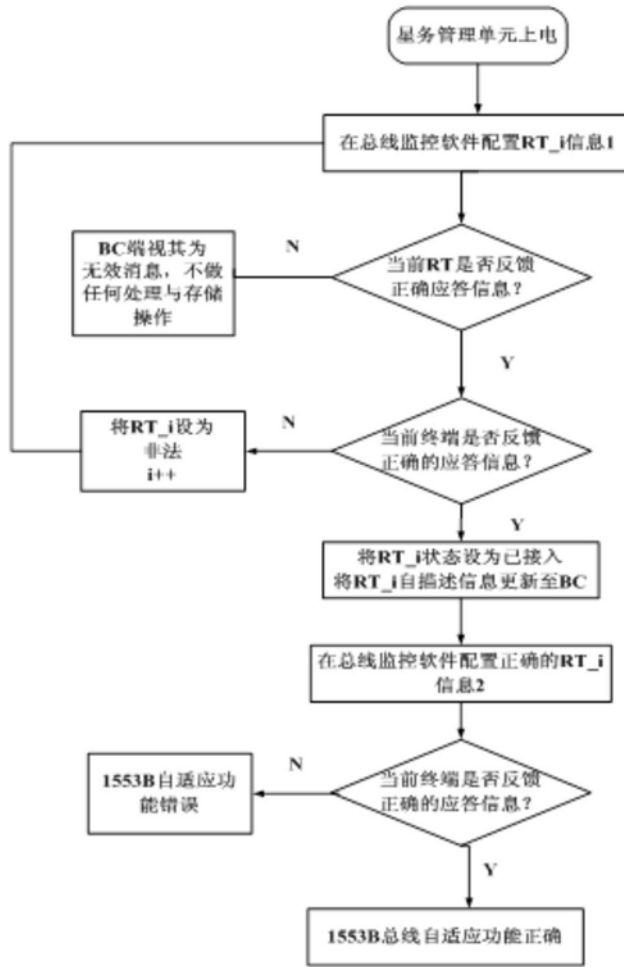 星务管理单元上电
在总线监控软件配置RT_i信息1
N
BC端视其为
无效消息，不做
任何处理与存储
操作
当前RT是否反馈
正确应答信息？
Y
将RT_i设为
非法
i++
N
当前终端是否反馈
正确的应答信息？
Y
将RT_i状态设为已接入
将RT_i自描述信息更新至BC
在总线监控软件配置正确的RT_i
信息2
N
1553B自适应功
能错误
当前终端是否反馈
正确的应答信息？
Y
1553B总线自适应功能正确